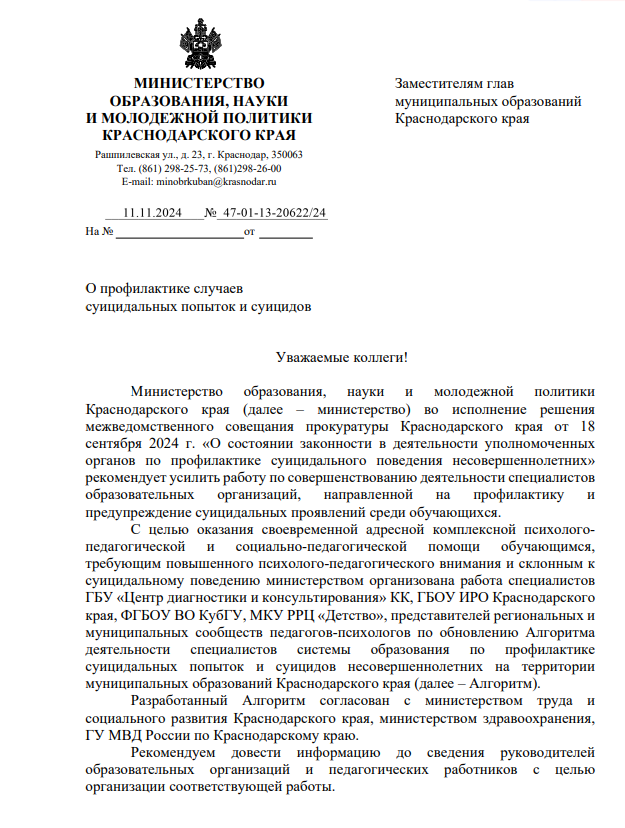 МИНИСТЕРСТВО
ОБРАЗОВАНИЯ, НАУКИ
И МОЛОДЕЖНОЙ ПОЛИТИКИ
КРАСНОДАРСКОГО КРАЯ
Рашпилевская ул., д. 23, г. Краснодар, 350063
Тел. (861) 298-25-73, (861)298-26-00
E-mail: minobrkuban@krasnodar.ru
11.11.2024 № 47-01-13-20622/24
На № от
Заместителям глав
муниципальных образований
Краснодарского края
О профилактике случаев
суицидальных попыток и суицидов
Уважаемые коллеги!
Министерство образования, науки и молодежной политики
Краснодарского края (далее – министерство) во исполнение решения
межведомственного совещания прокуратуры Краснодарского края от 18
сентября 2024 г. «О состоянии законности в деятельности уполномоченных
органов по профилактике суицидального поведения несовершеннолетних»
рекомендует усилить работу по совершенствованию деятельности специалистов
образовательных организаций, направленной на профилактику и
предупреждение суицидальных проявлений среди обучающихся.
С целью оказания своевременной адресной комплексной психолого-
педагогической и социально-педагогической помощи обучающимся,
требующим повышенного психолого-педагогического внимания и склонным к
суицидальному поведению министерством организована работа специалистов
ГБУ «Центр диагностики и консультирования» КК, ГБОУ ИРО Краснодарского
края, ФГБОУ ВО КубГУ, МКУ РРЦ «Детство», представителей региональных и
муниципальных сообществ педагогов-психологов по обновлению Алгоритма
деятельности специалистов системы образования по профилактике
суицидальных попыток и суицидов несовершеннолетних на территории
муниципальных образований Краснодарского края (далее – Алгоритм).
Разработанный Алгоритм согласован с министерством труда и
социального развития Краснодарского края, министерством здравоохранения,
ГУ МВД России по Краснодарскому краю.
Рекомендуем довести информацию до сведения руководителей
образовательных организаций и педагогических работников с целью
организации соответствующей работы.